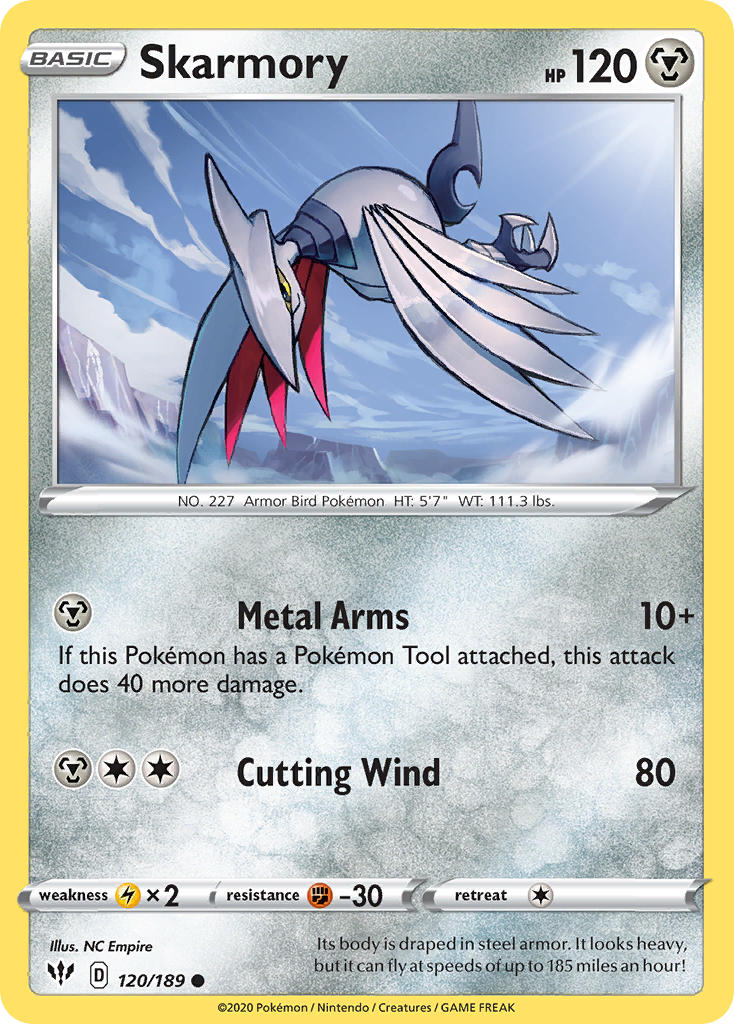 BASIC Skarmory HP 120
NO. 227 Armor Bird Pokémon HT: 5'7" WT: 111.3 lbs.
Metal Arms 10+
If this Pokémon has a Pokémon Tool attached, this attack
does 40 more damage.
Cutting Wind 80
weakness ×2 resistance -30 retreat
Illus. NC Empire
Its body is draped in steel armor. It looks heavy,
but it can fly at speeds of up to 185 miles an hour!
D 120/189
©2020 Pokémon / Nintendo / Creatures / GAME FREAK